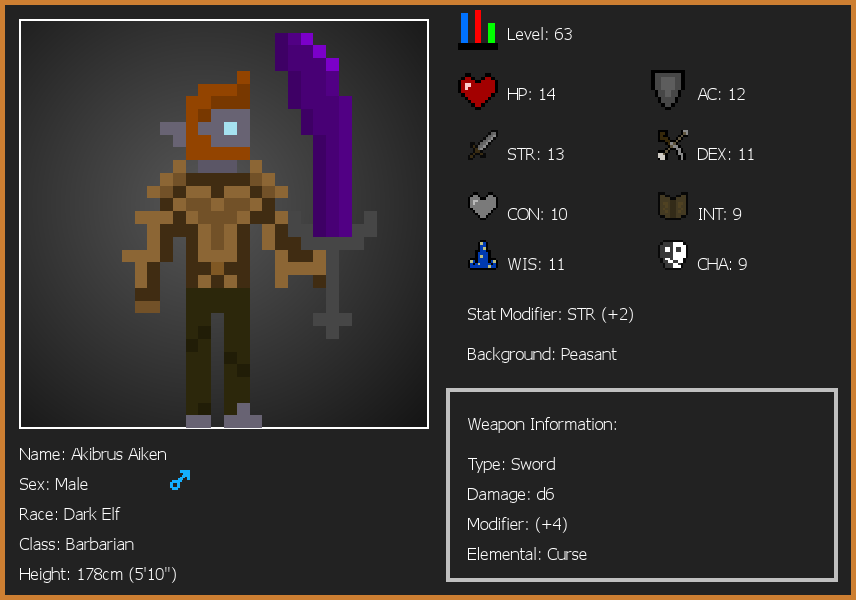 Level: 63
HP: 14
AC: 12
STR: 13
DEX: 11
CON: 10
INT: 9
WIS: 11
CHA: 9
Stat Modifier: STR (+2)
Background: Peasant
Weapon Information:
Type: Sword
Damage: d6
Modifier: (+4)
Elemental: Curse
Name: Akibrus Aiken
Sex: Male
Race: Dark Elf
Class: Barbarian
Height: 178cm (5'10")